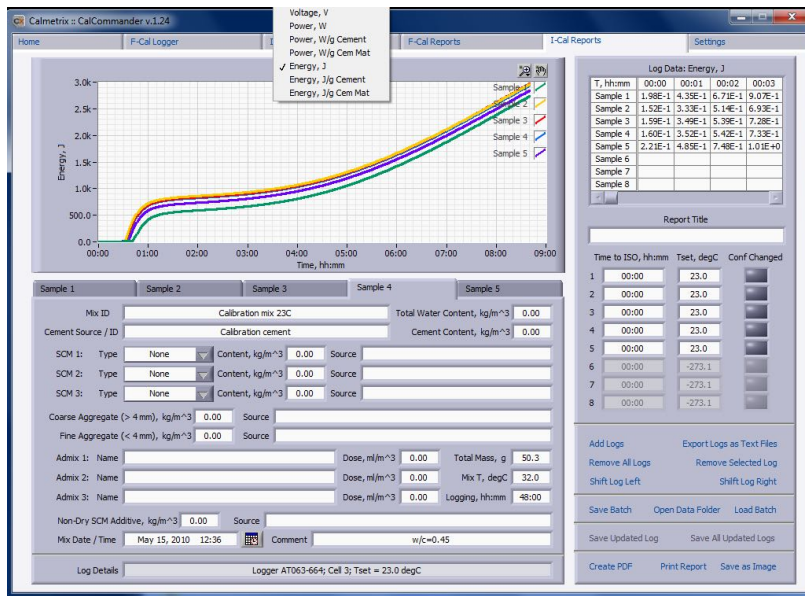 Calmetrix :: CalCommander v.1.24
Voltage, V
Power, W
Power, W/g Cement
Power, W/g Cem Mat
✓ Energy, J
Energy, J/g Cement
Energy, J/g Cem Mat
Home F-Cal Logger F-Cal Reports I-Cal Reports Settings
3.0k
2.5k
2.0k
1.5k
1.0k
500.0
0.0
Energy, J
00:00 01:00 02:00 03:00 04:00 05:00 06:00 07:00 08:00 09:00
Time, hh:mm
Sample 1
Sample 2
Sample 3
Sample 4
Sample 5
Log Data: Energy, J
T, hh:mm 00:00 00:01 00:02 00:03
Sample 1 1.98E-1 4.35E-1 6.71E-1 9.07E-1
Sample 2 1.52E-1 3.33E-1 5.14E-1 6.93E-1
Sample 3 1.59E-1 3.49E-1 5.39E-1 7.28E-1
Sample 4 1.60E-1 3.52E-1 5.42E-1 7.33E-1
Sample 5 2.21E-1 4.85E-1 7.48E-1 1.01E+0
Sample 6
Sample 7
Sample 8
Report Title
Time to ISO, hh:mm Tset, degC Conf Changed
1 00:00 23.0
2 00:00 23.0
3 00:00 23.0
4 00:00 23.0
5 00:00 23.0
6 00:00 -273.1
7 00:00 -273.1
8 00:00 -273.1
Sample 1 Sample 2 Sample 3 Sample 4 Sample 5
Mix ID Calibration mix 23C Total Water Content, kg/m^3 0.00
Cement Source / ID Calibration cement Cement Content, kg/m^3 0.00
SCM 1: Type None Content, kg/m^3 0.00 Source
SCM 2: Type None Content, kg/m^3 0.00 Source
SCM 3: Type None Content, kg/m^3 0.00 Source
Coarse Aggregate (> 4 mm), kg/m^3 0.00 Source
Fine Aggregate (< 4 mm), kg/m^3 0.00 Source
Admix 1: Name Dose, ml/m^3 0.00 Total Mass, g 50.3
Admix 2: Name Dose, ml/m^3 0.00 Mix T, degC 32.0
Admix 3: Name Dose, ml/m^3 0.00 Logging, hh:mm 48:00
Non-Dry SCM Additive, kg/m^3 0.00 Source
Mix Date / Time May 15, 2010 12:36 Comment w/c=0.45
Log Details Logger AT063-664; Cell 3; Tset = 23.0 degC
Add Logs Export Logs as Text Files
Remove All Logs Remove Selected Log
Shift Log Left Shilft Log Right
Save Batch Open Data Folder Load Batch
Save Updated Log Save All Updated Logs
Create PDF Print Report Save as Image